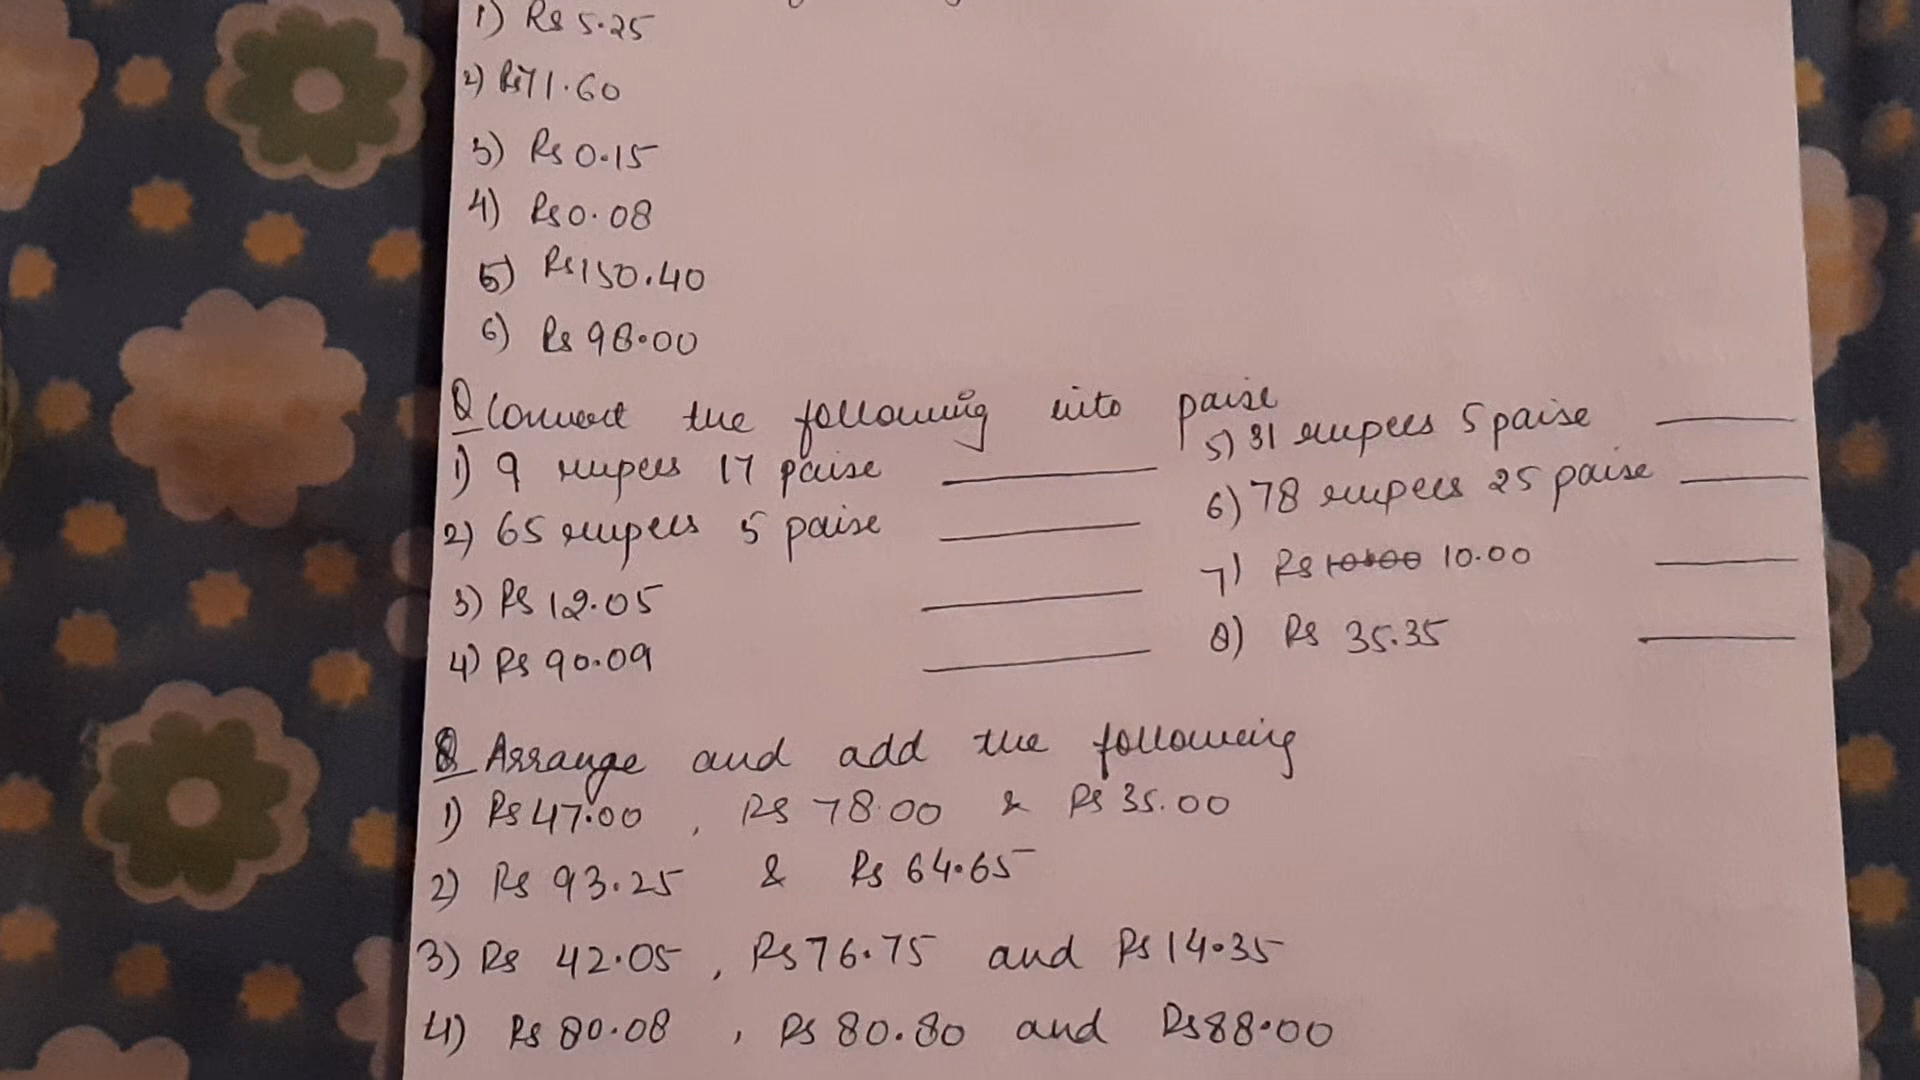 1) Rs 5.25
2) Rs 71.60
3) Rs 0.15
4) Rs 0.08
5) Rs 150.40
6) Rs 98.00
Q Convert the following into paise
1) 9 rupees 17 paise
2) 65 rupees 5 paise
3) Rs 12.05
4) Rs 90.09
5) 31 rupees 5 paise
6) 78 rupees 25 paise
7) Rs 10.00
8) Rs 35.35
Q Arrange and add the following
1) Rs 47.00 , Rs 78.00 & Rs 35.00
2) Rs 93.25 & Rs 64.65
3) Rs 42.05 , Rs 76.75 and Rs 14.35
4) Rs 80.08 , Rs 80.80 and Rs 88.00